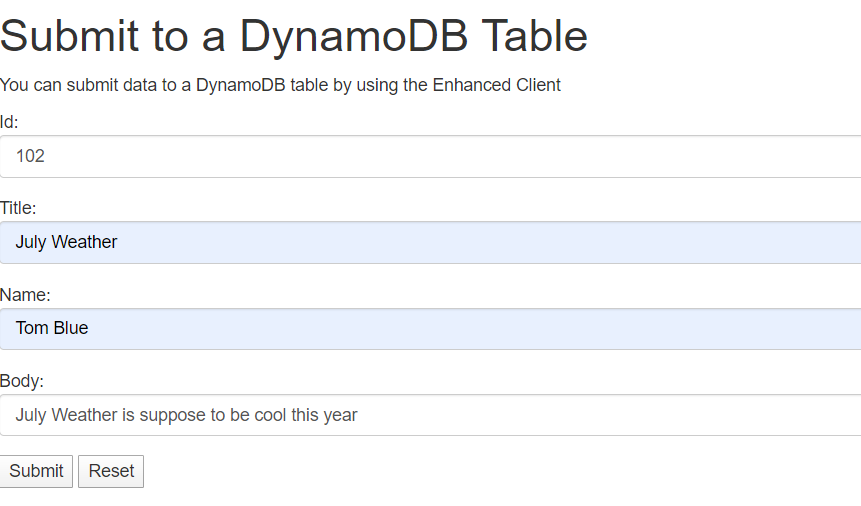 Submit to a DynamoDB Table
You can submit data to a DynamoDB table by using the Enhanced Client
Id:
102
Title:
July Weather
Name:
Tom Blue
Body:
July Weather is suppose to be cool this year
Submit Reset